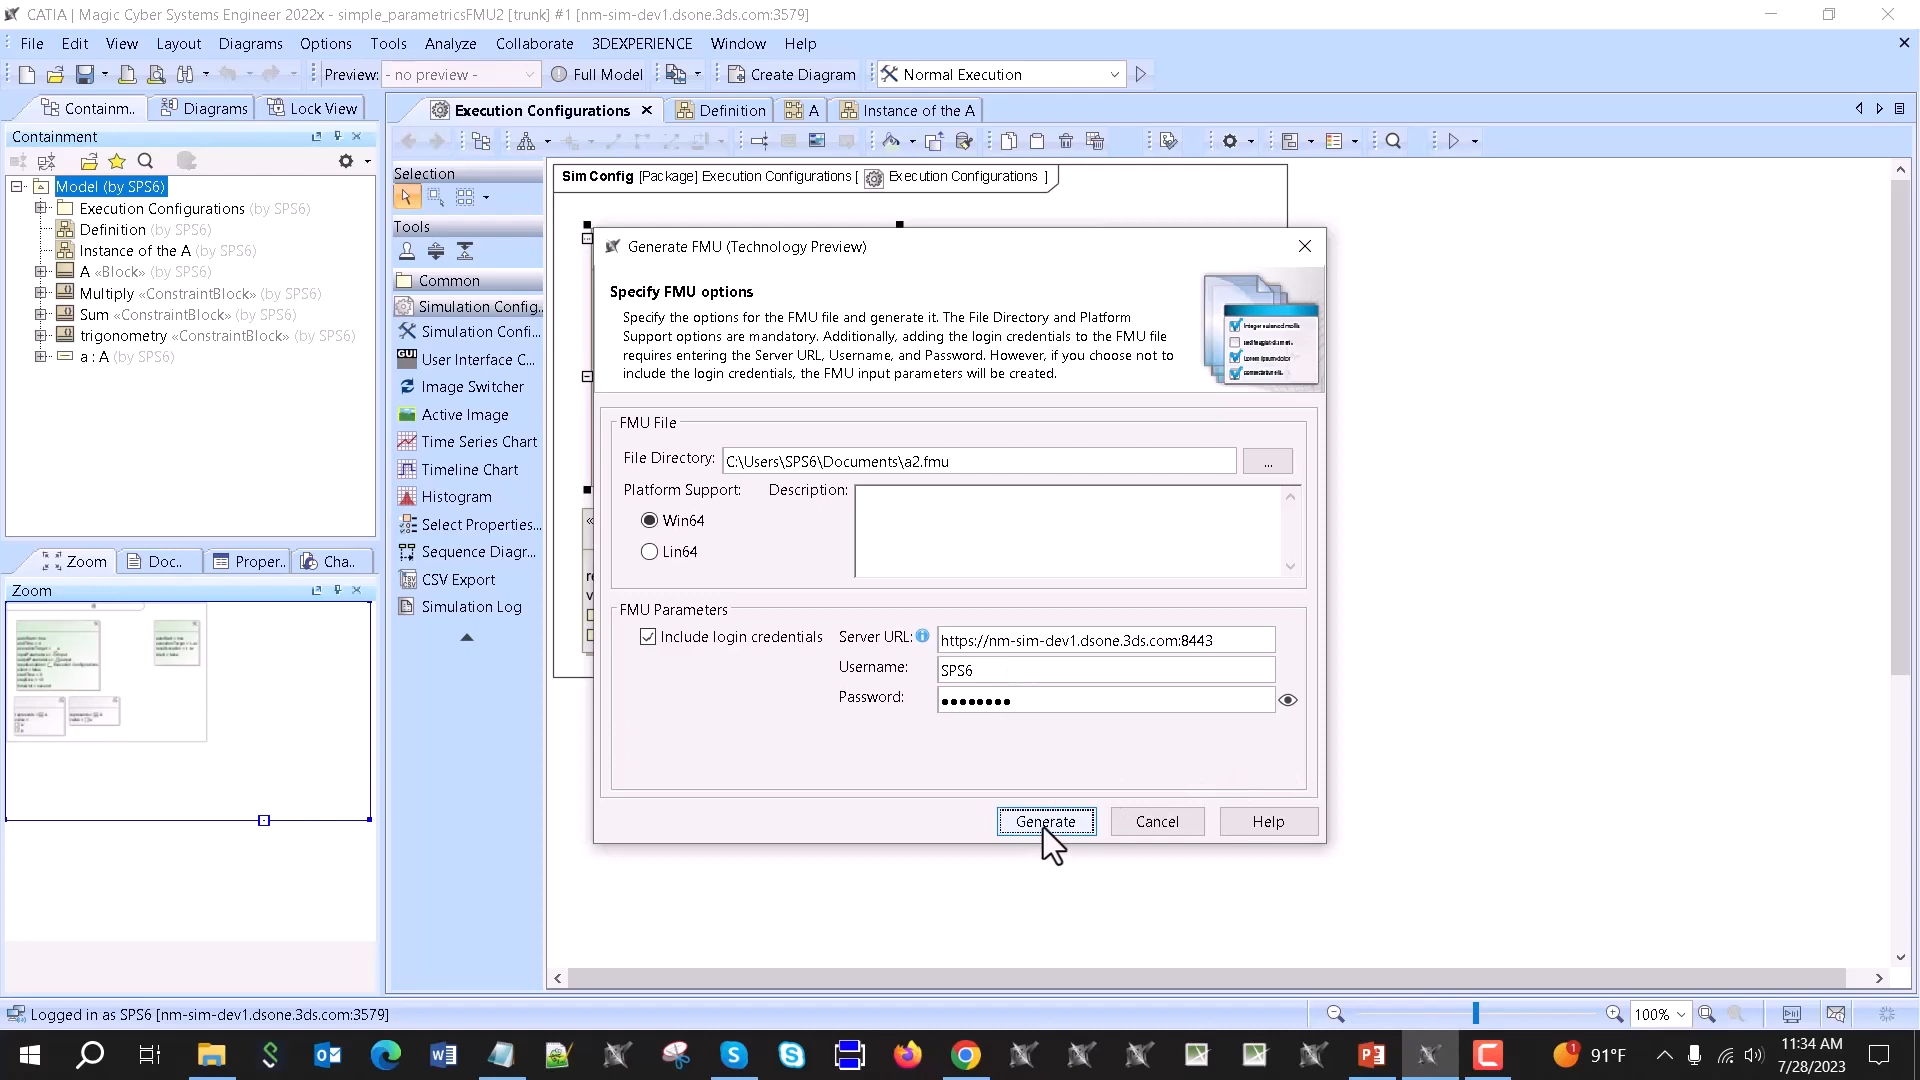 CATIA | Magic Cyber Systems Engineer 2022x - simple_parametricsFMU2 [trunk] #1 [nm-sim-dev1.dsone.3ds.com:3579]
File Edit View Layout Diagrams Options Tools Analyze Collaborate 3DEXPERIENCE Window Help
Preview: - no preview - Full Model Create Diagram Normal Execution
Containm.. Diagrams Lock View
Execution Configurations Definition A Instance of the A
Containment
Model (by SPS6)
Execution Configurations (by SPS6)
Definition (by SPS6)
Instance of the A (by SPS6)
A «Block» (by SPS6)
Multiply «ConstraintBlock» (by SPS6)
Sum «ConstraintBlock» (by SPS6)
trigonometry «ConstraintBlock» (by SPS6)
a : A (by SPS6)
Zoom Doc.. Proper.. Cha..
Zoom
Selection
Tools
Common
Simulation Config..
Simulation Confi...
GUI User Interface C...
Image Switcher
Active Image
Time Series Chart
Timeline Chart
Histogram
Select Properties...
Sequence Diagr...
CSV Export
Simulation Log
Sim Config [Package] Execution Configurations [ Execution Configurations ]
Generate FMU (Technology Preview)
Specify FMU options
Specify the options for the FMU file and generate it. The File Directory and Platform
Support options are mandatory. Additionally, adding the login credentials to the FMU file
requires entering the Server URL, Username, and Password. However, if you choose not to
include the login credentials, the FMU input parameters will be created.
FMU File
File Directory: C:\Users\SPS6\Documents\a2.fmu ...
Platform Support: Description:
Win64
Lin64
FMU Parameters
Include login credentials Server URL: https://nm-sim-dev1.dsone.3ds.com:8443
Username: SPS6
Password: ●●●●●●●●
Generate Cancel Help
Logged in as SPS6 [nm-sim-dev1.dsone.3ds.com:3579]
100%
91°F
11:34 AM
7/28/2023